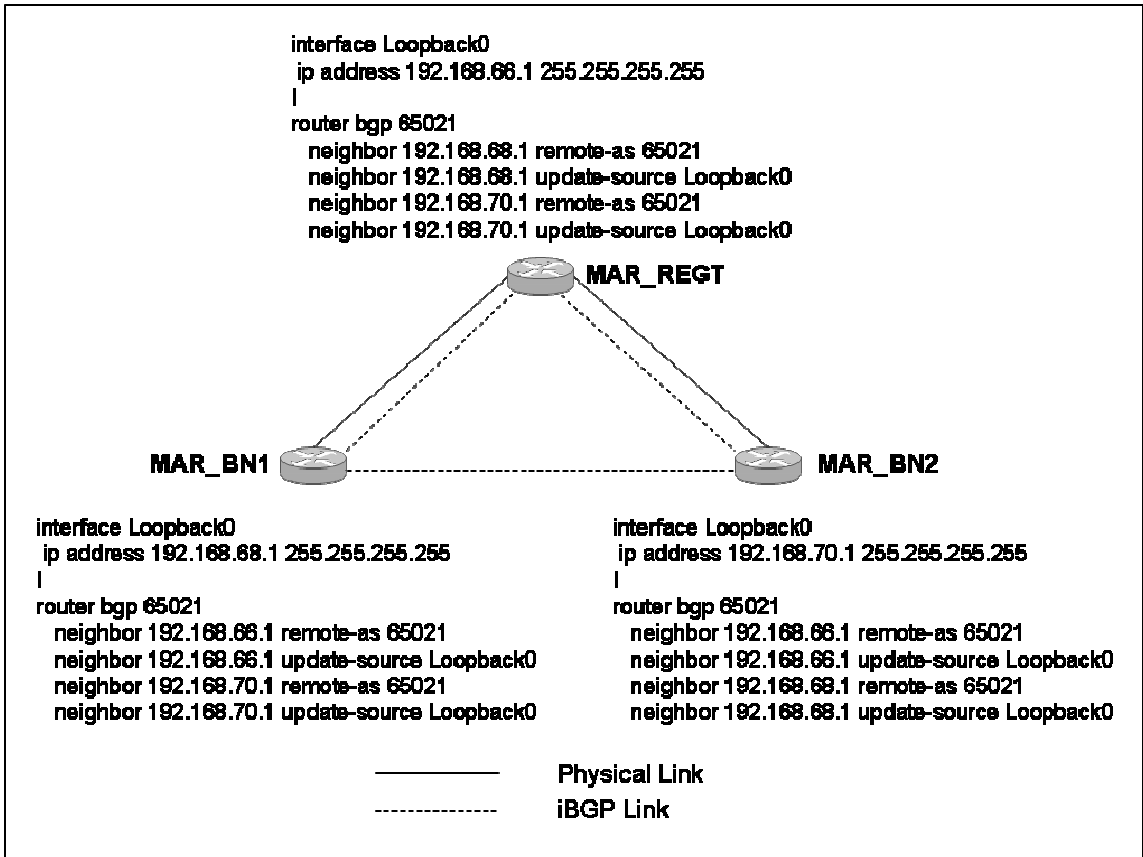 interface Loopback0
ip address 192.168.66.1 255.255.255.255
!
router bgp 65021
neighbor 192.168.68.1 remote-as 65021
neighbor 192.168.68.1 update-source Loopback0
neighbor 192.168.70.1 remote-as 65021
neighbor 192.168.70.1 update-source Loopback0
MAR_REGT
MAR_BN1
MAR_BN2
interface Loopback0
ip address 192.168.68.1 255.255.255.255
!
router bgp 65021
neighbor 192.168.66.1 remote-as 65021
neighbor 192.168.66.1 update-source Loopback0
neighbor 192.168.70.1 remote-as 65021
neighbor 192.168.70.1 update-source Loopback0
interface Loopback0
ip address 192.168.70.1 255.255.255.255
!
router bgp 65021
neighbor 192.168.66.1 remote-as 65021
neighbor 192.168.66.1 update-source Loopback0
neighbor 192.168.68.1 remote-as 65021
neighbor 192.168.68.1 update-source Loopback0
Physical Link
iBGP Link